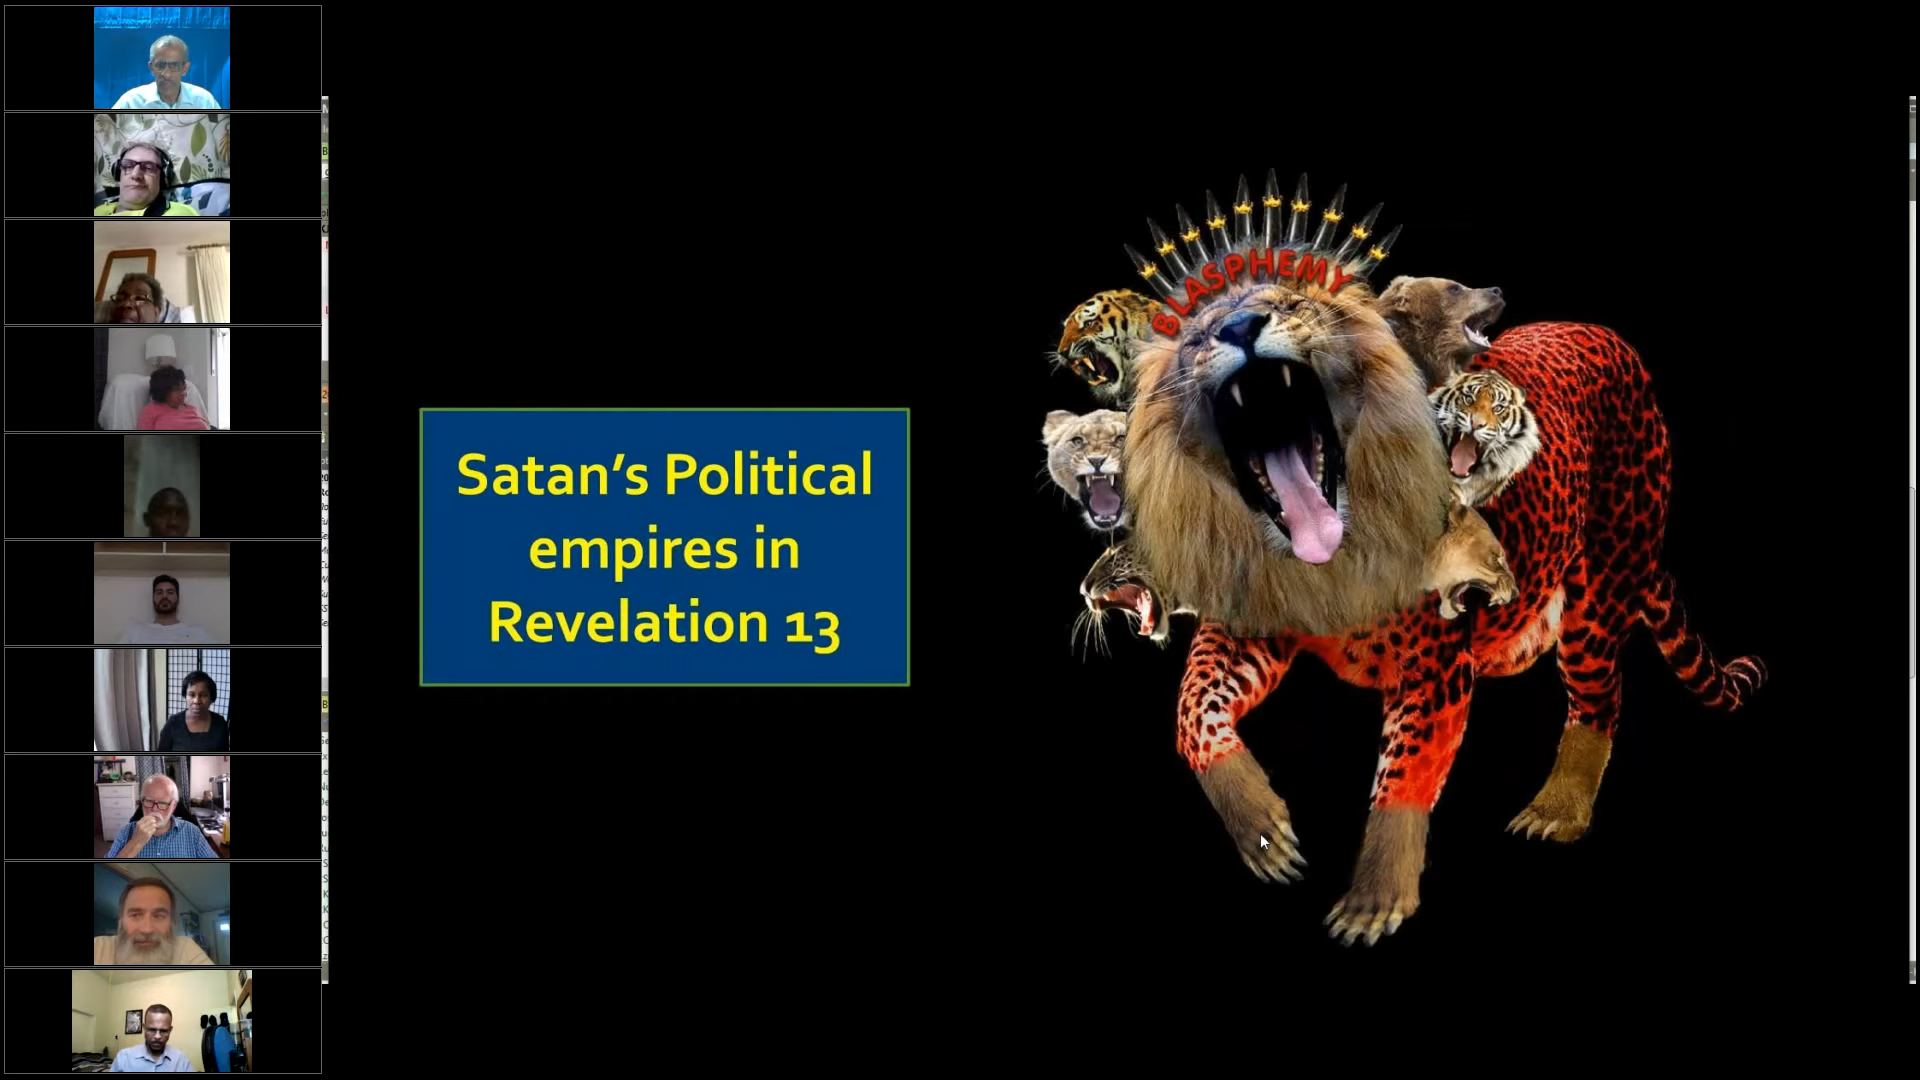 BLASPHEMY
Satan's Political
empires in
Revelation 13